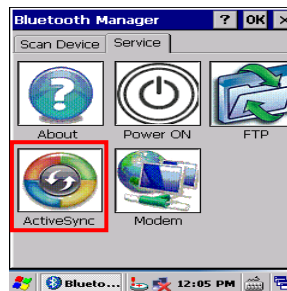 Bluetooth Manager ? OK ×
Scan Device Service
About Power ON FTP
ActiveSync Modem
Blueto... 12:05 PM